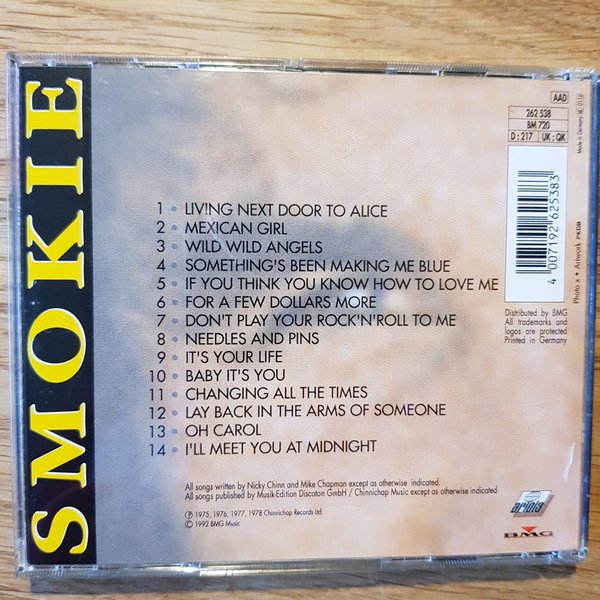 SMOKIE
AAD
262 538
BM 720
D: 217 UK: QK
Made in Germany
4 007192 625383
1 • LIVING NEXT DOOR TO ALICE
2 • MEXICAN GIRL
3 • WILD WILD ANGELS
4 • SOMETHING'S BEEN MAKING ME BLUE
5 • IF YOU THINK YOU KNOW HOW TO LOVE ME
6 • FOR A FEW DOLLARS MORE
7 • DON'T PLAY YOUR ROCK'N'ROLL TO ME
8 • NEEDLES AND PINS
9 • IT'S YOUR LIFE
10 • BABY IT'S YOU
11 • CHANGING ALL THE TIMES
12 • LAY BACK IN THE ARMS OF SOMEONE
13 • OH CAROL
14 • I'LL MEET YOU AT MIDNIGHT
Photo x • Artwork
Distributed by BMG
All trademarks and
logos are protected
Printed in Germany
All songs written by Nicky Chinn and Mike Chapman except as otherwise indicated.
All songs published by Musik-Edition Discoton GmbH / Chinnichap Music except as otherwise indicated
℗ 1975, 1976, 1977, 1978 Chinnichap Records Ltd.
© 1992 BMG Music
ariola
BMG